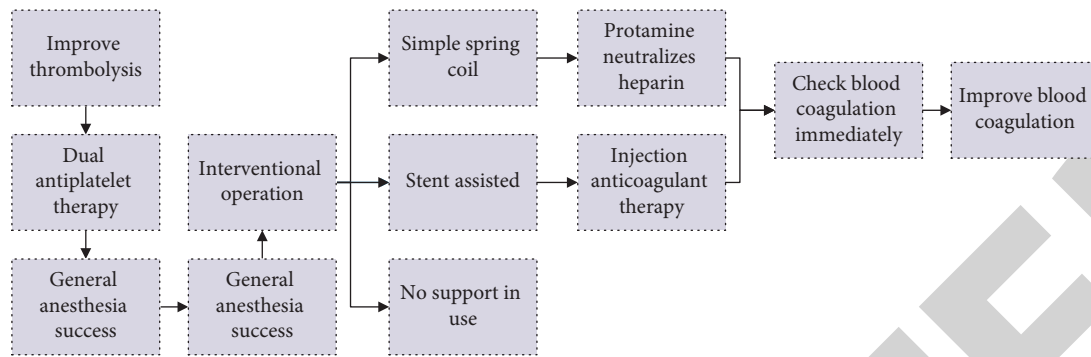 Improve
thrombolysis
Dual
antiplatelet
therapy
General
anesthesia
success
General
anesthesia
success
Interventional
operation
Simple spring
coil
Stent assisted
No support in
use
Protamine
neutralizes
heparin
Injection
anticoagulant
therapy
Check blood
coagulation
immediately
Improve blood
coagulation